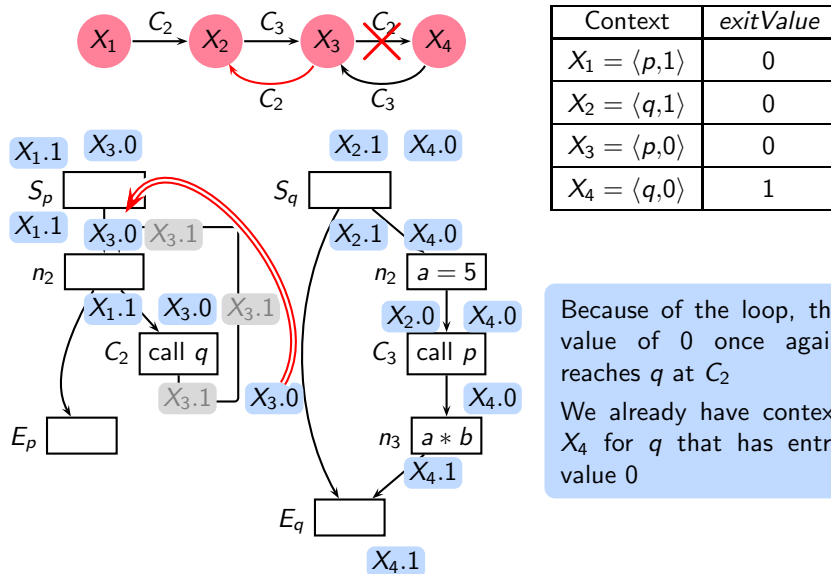 C₂ C₃ C₂
X₁ X₂ X₃ X₄
C₂ C₃
Context exitValue
X₁ = ⟨p,1⟩ 0
X₂ = ⟨q,1⟩ 0
X₃ = ⟨p,0⟩ 0
X₄ = ⟨q,0⟩ 1
X₁.1 X₃.0
Sₚ
X₁.1 X₃.0 X₃.1
n₂
X₁.1 X₃.0 X₃.1
C₂ call q
X₃.1 X₃.0
Eₚ
X₂.1 X₄.0
S_q
X₂.1 X₄.0
n₂ a = 5
X₂.0 X₄.0
C₃ call p
X₄.0
n₃ a ∗ b
X₄.1
E_q
X₄.1
Because of the loop, th
value of 0 once agai
reaches q at C₂
We already have contex
X₄ for q that has entr
value 0